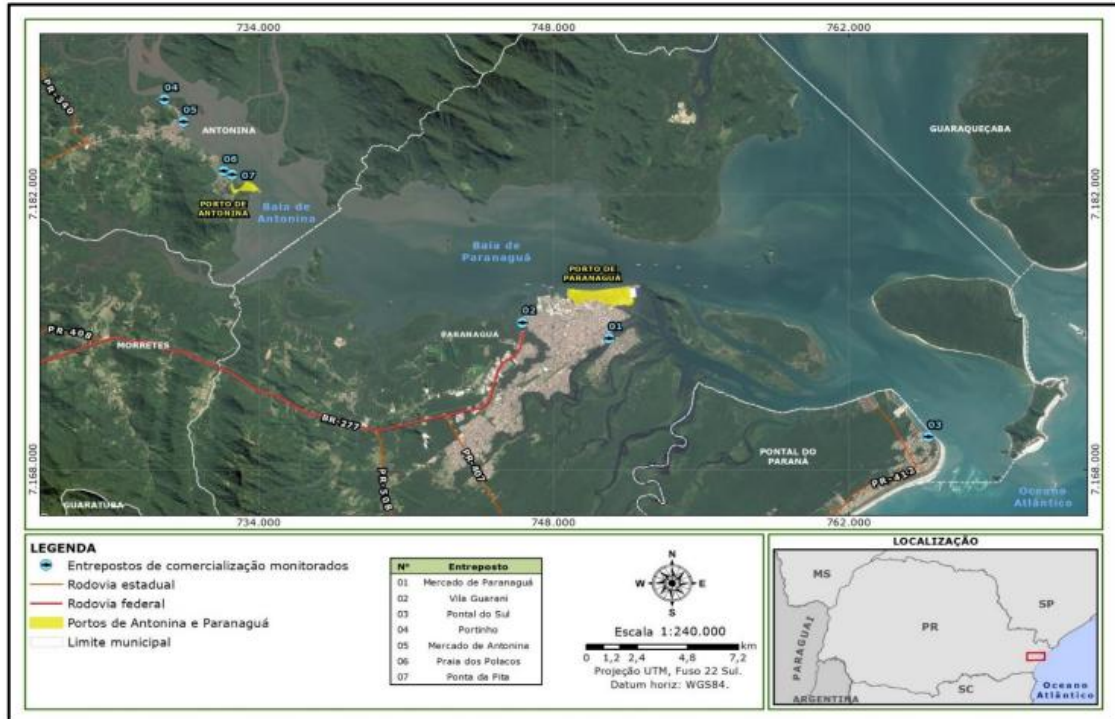 734.000
748.000
762.000
PR-340
04
05
ANTONINA
GUARAQUEÇABA
06
07
7.182.000
7.182.000
PORTO DE
ANTONINA
Baia de
Antonina
Baia de
Paranaguá
PORTO DE
PARANAGUÁ
02
PARANAGUÁ
01
PR-408
MORRETES
BR-277
03
PR-407
PONTAL DO
PARANÁ
PR-508
PR-412
7.168.000
7.168.000
GUARATUBA
Oceano
Atlântico
734.000
748.000
762.000
LEGENDA
Entrepostos de comercialização monitorados
Rodovia estadual
Rodovia federal
Portos de Antonina e Paranaguá
Limite municipal
Nº Entreposto
01 Mercado de Paranaguá
02 Vila Guarani
03 Pontal do Sul
04 Portinho
05 Mercado de Antonina
06 Praia dos Polacos
07 Ponta da Pita
N
W E
S
Escala 1:240.000
km
0 1,2 2,4 4,8 7,2
Projeção UTM, Fuso 22 Sul.
Datum horiz: WGS84.
LOCALIZAÇÃO
MS
SP
PARAGUAI
PR
SC
ARGENTINA
Oceano
Atlântico